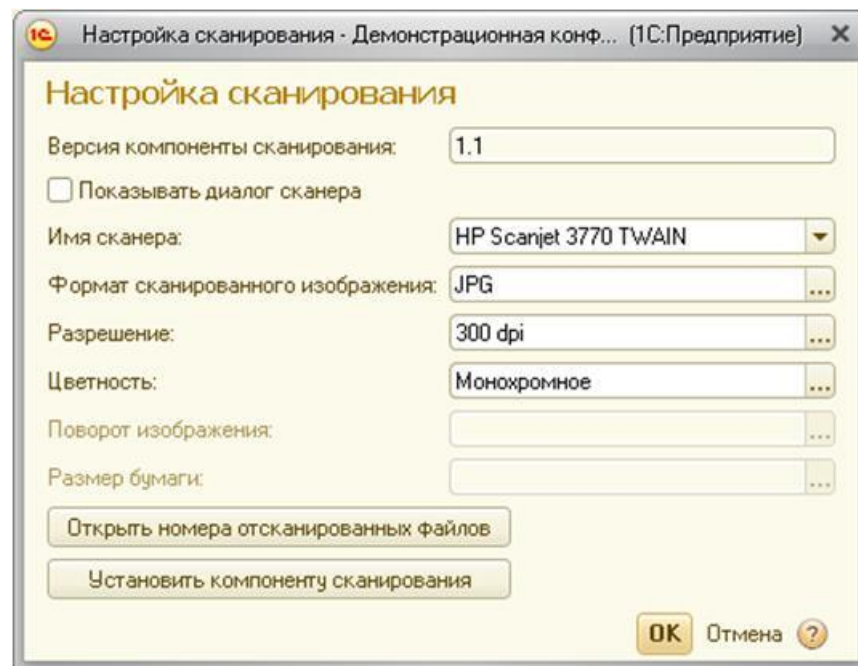 1С Настройка сканирования - Демонстрационная конф... (1С:Предприятие)
Настройка сканирования
Версия компоненты сканирования: 1.1
Показывать диалог сканера
Имя сканера: HP Scanjet 3770 TWAIN
Формат сканированного изображения: JPG ...
Разрешение: 300 dpi ...
Цветность: Монохромное ...
Поворот изображения: ...
Размер бумаги: ...
Открыть номера отсканированных файлов
Установить компоненту сканирования
OK Отмена ?